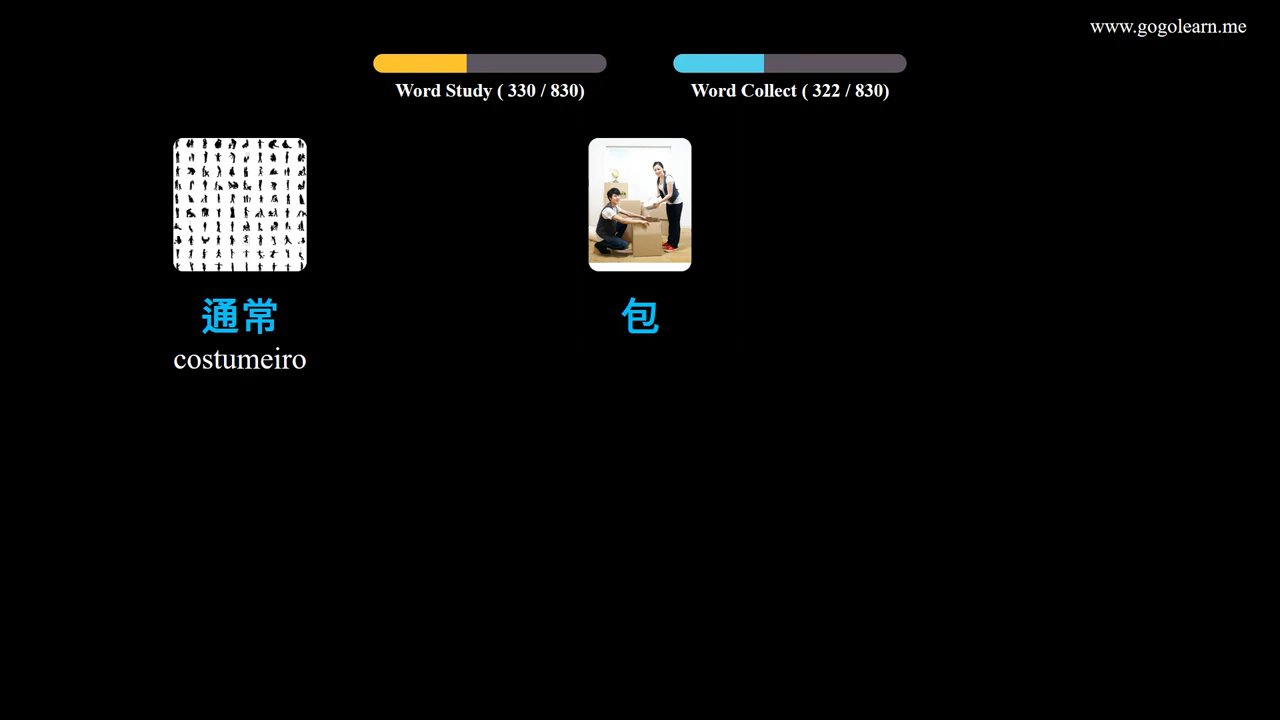 www.gogolearn.me
Word Study ( 330 / 830)
Word Collect ( 322 / 830)
通常
costumeiro
包